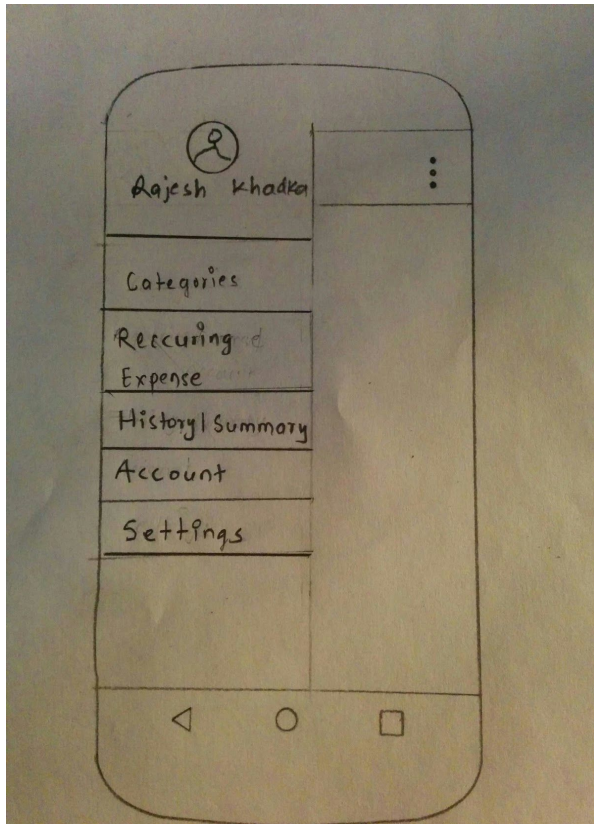 Rajesh Khadka
Categories
Reccuring
Expense
History/Summary
Account
Settings